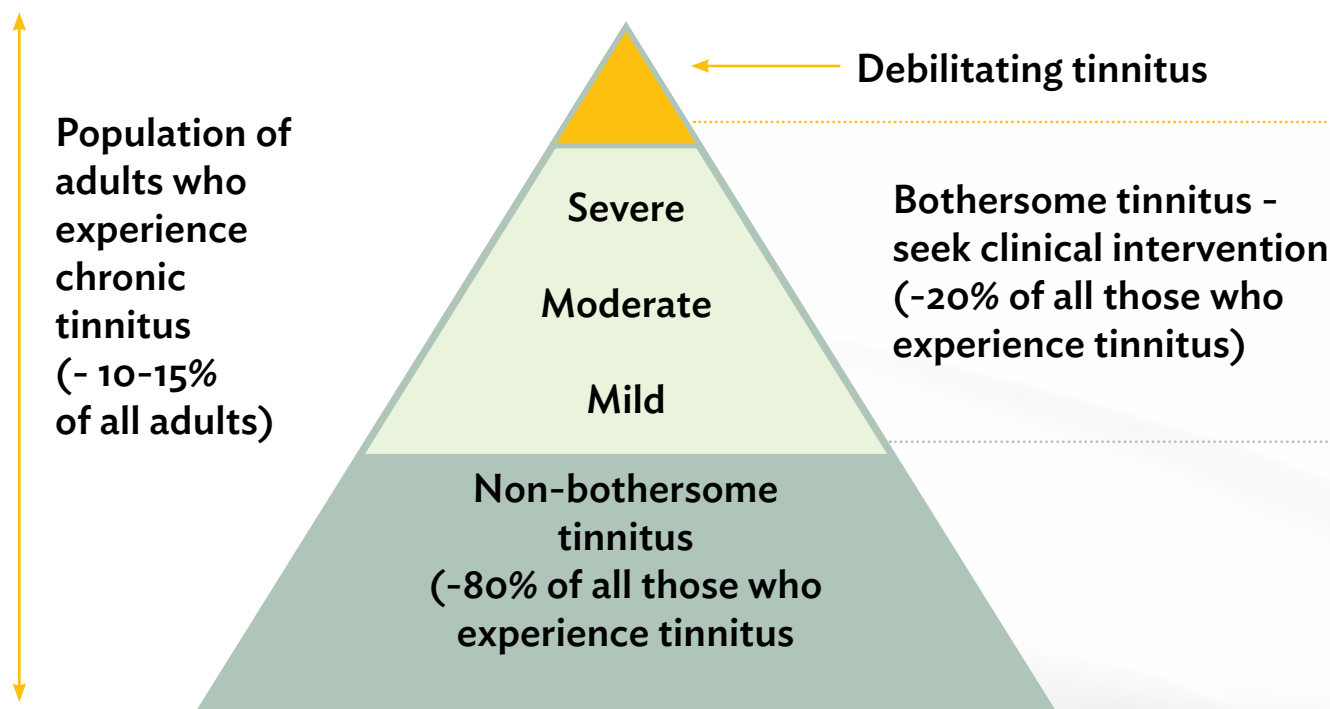 Debilitating tinnitus
Population of
adults who
experience
chronic
tinnitus
(- 10-15%
of all adults)
Severe
Moderate
Mild
Bothersome tinnitus -
seek clinical intervention
(-20% of all those who
experience tinnitus)
Non-bothersome
tinnitus
(-80% of all those who
experience tinnitus